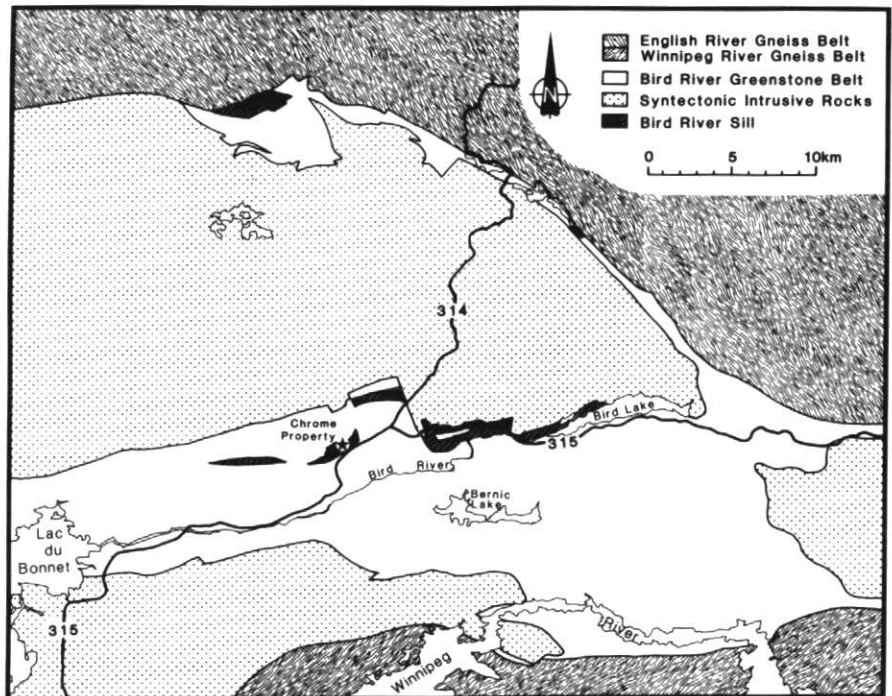 English River Gneiss Belt
Winnipeg River Gneiss Belt
Bird River Greenstone Belt
Syntectonic Intrusive Rocks
Bird River Sill
N
0 5 10km
314
Chrome
Property
Bird Lake
315
Bird River
Bernic
Lake
Lac
du
Bonnet
315
River
Winnipeg